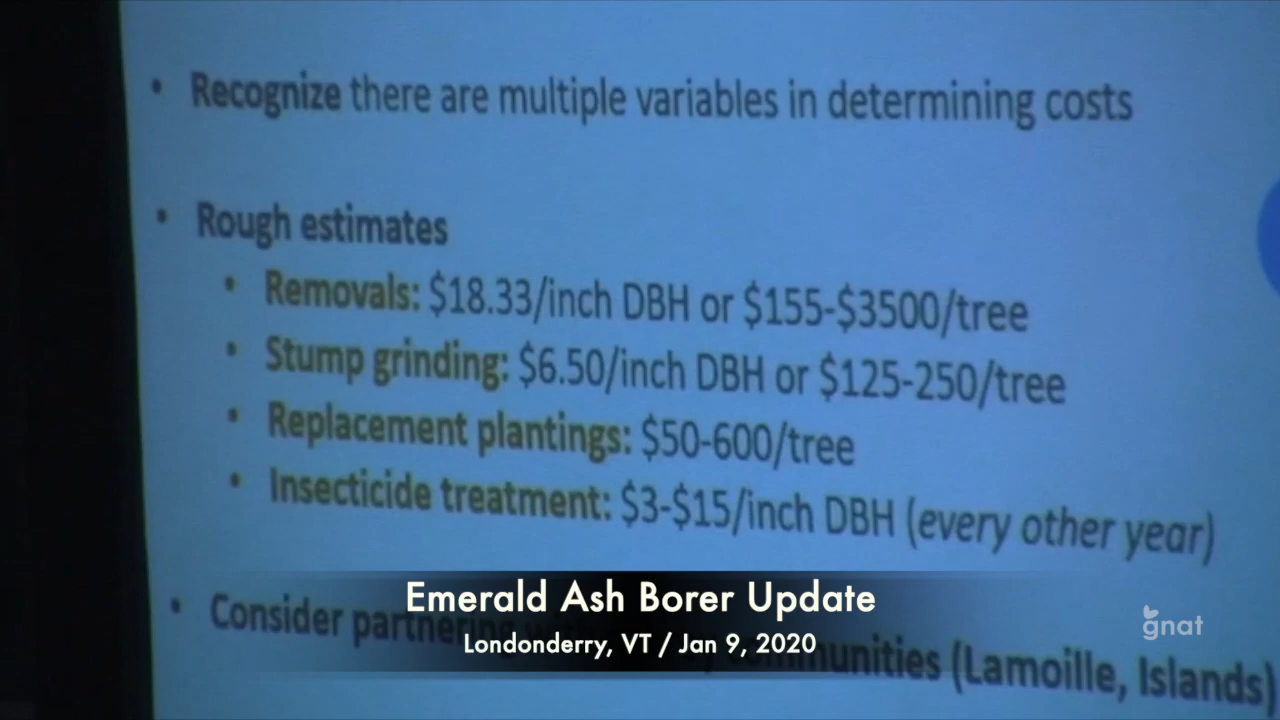 • Recognize there are multiple variables in determining costs
• Rough estimates
• Removals: $18.33/inch DBH or $155-$3500/tree
• Stump grinding: $6.50/inch DBH or $125-250/tree
• Replacement plantings: $50-600/tree
• Insecticide treatment: $3-$15/inch DBH (every other year)
• Consider partnering communities (Lamoille, Islands)
Emerald Ash Borer Update
Londonderry, VT / Jan 9, 2020
gnat